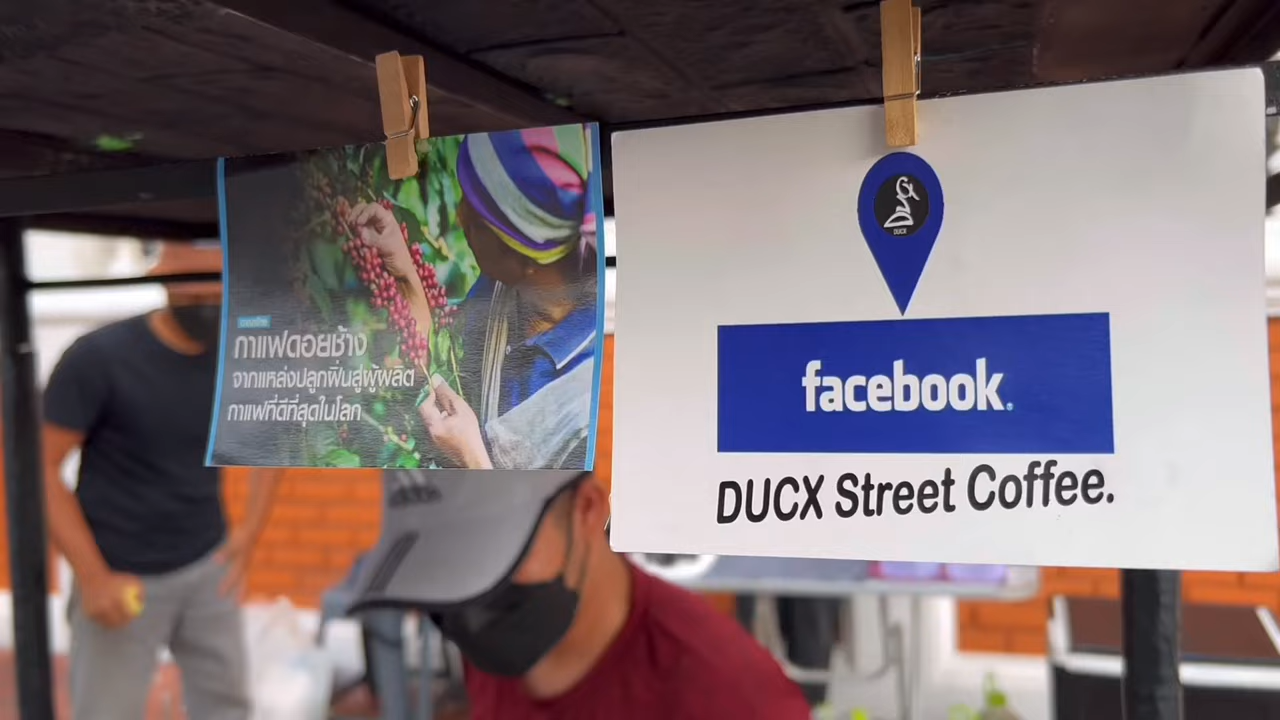 กาแฟดอยช้าง
จากแหล่งปลูกฝิ่นสู่ผู้ผลิต
กาแฟที่ดีที่สุดในโลก
DUCX
facebook.
DUCX Street Coffee.